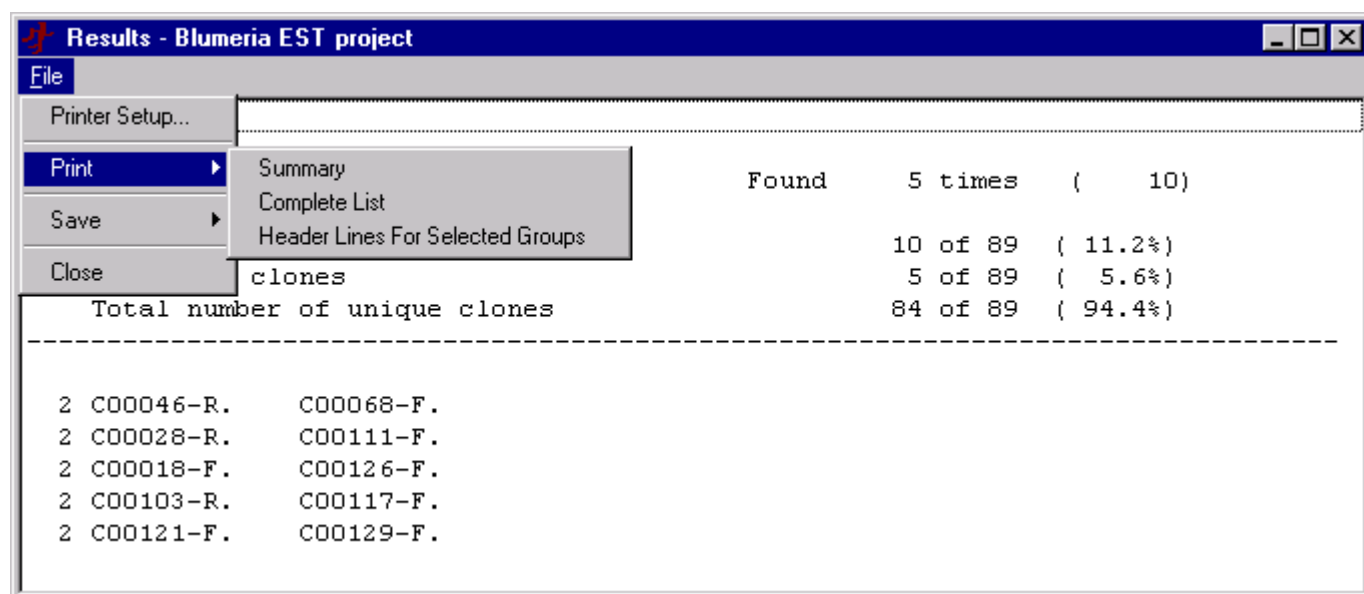 Results - Blumeria EST project
File
Printer Setup...
Print
Save
Close
Summary
Complete List
Header Lines For Selected Groups
Found 5 times ( 10)
10 of 89 ( 11.2%)
clones 5 of 89 ( 5.6%)
Total number of unique clones 84 of 89 ( 94.4%)
--------------------------------------------------------------------------------
2 C00046-R. C00068-F.
2 C00028-R. C00111-F.
2 C00018-F. C00126-F.
2 C00103-R. C00117-F.
2 C00121-F. C00129-F.